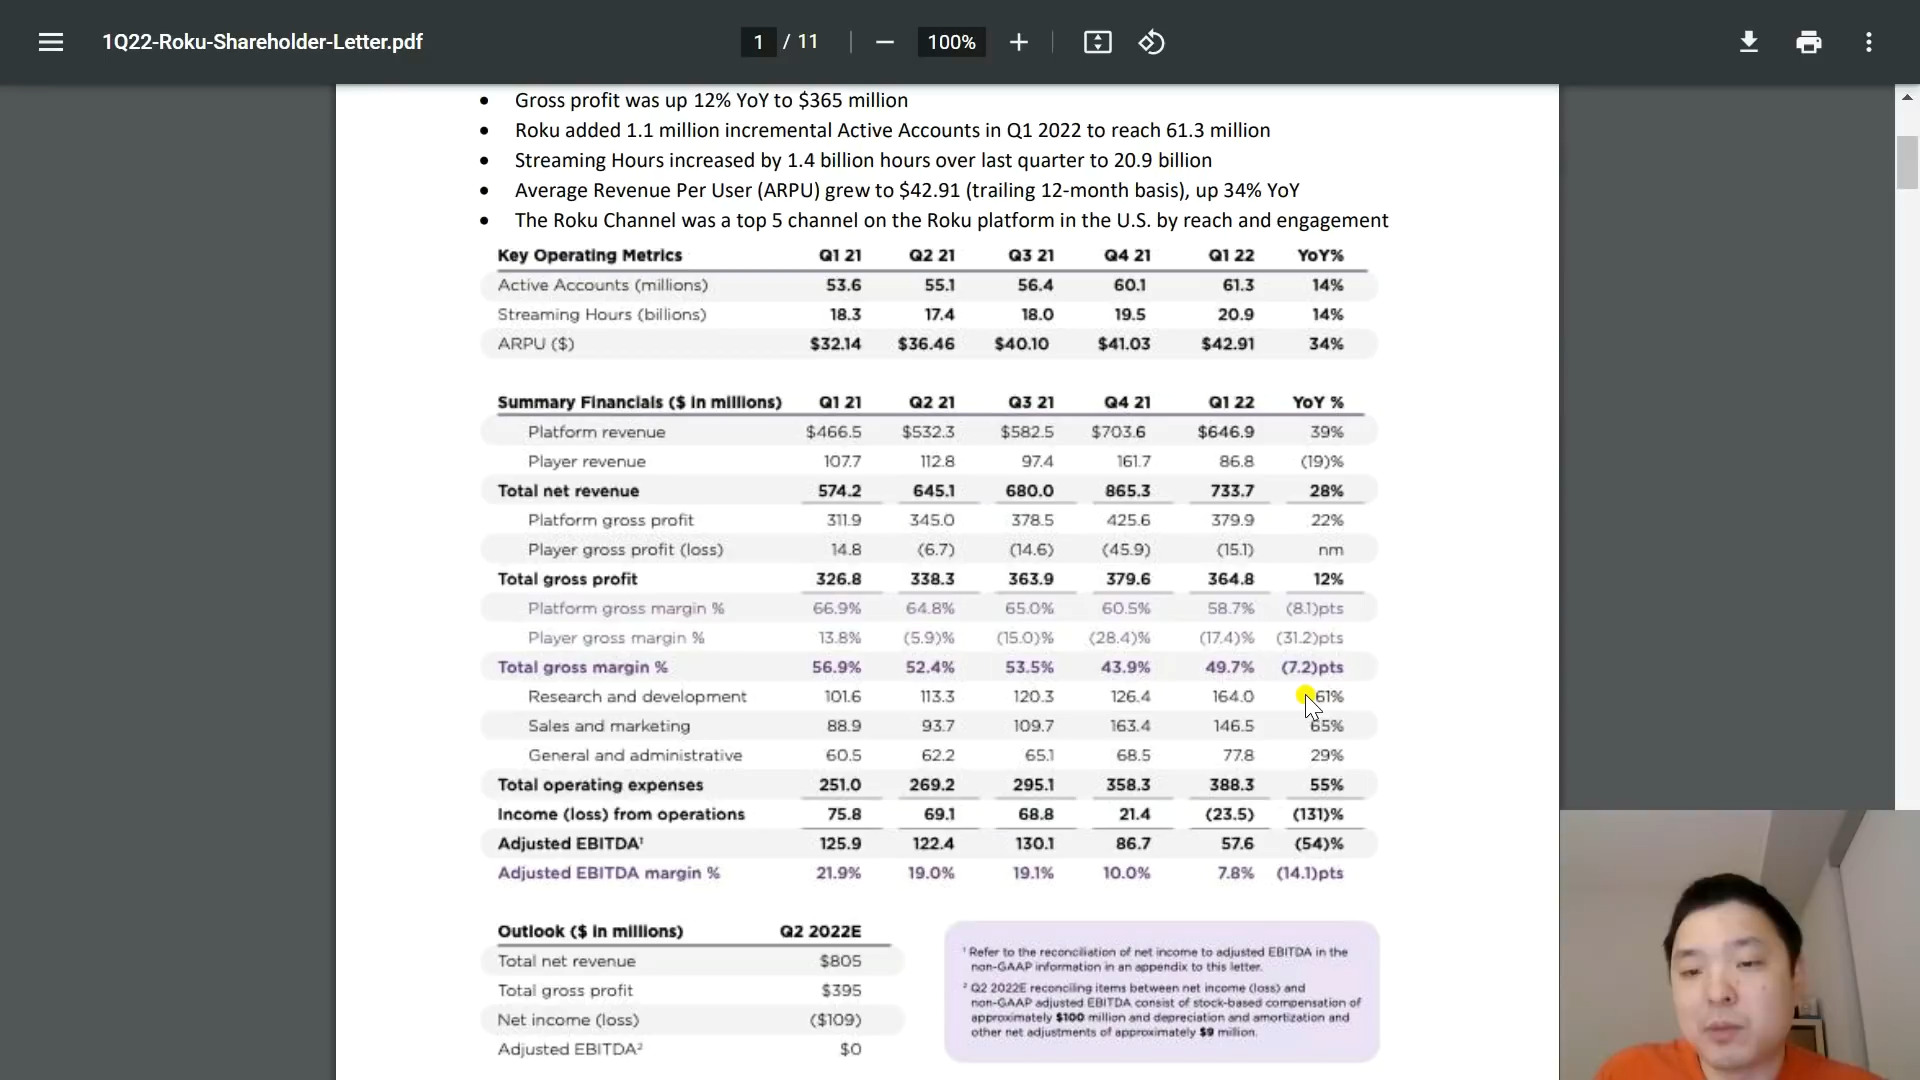 1Q22-Roku-Shareholder-Letter.pdf
1 / 11
100%
• Gross profit was up 12% YoY to $365 million
• Roku added 1.1 million incremental Active Accounts in Q1 2022 to reach 61.3 million
• Streaming Hours increased by 1.4 billion hours over last quarter to 20.9 billion
• Average Revenue Per User (ARPU) grew to $42.91 (trailing 12-month basis), up 34% YoY
• The Roku Channel was a top 5 channel on the Roku platform in the U.S. by reach and engagement
Key Operating Metrics Q1 21 Q2 21 Q3 21 Q4 21 Q1 22 YoY%
Active Accounts (millions) 53.6 55.1 56.4 60.1 61.3 14%
Streaming Hours (billions) 18.3 17.4 18.0 19.5 20.9 14%
ARPU ($) $32.14 $36.46 $40.10 $41.03 $42.91 34%
Summary Financials ($ in millions) Q1 21 Q2 21 Q3 21 Q4 21 Q1 22 YoY %
Platform revenue $466.5 $532.3 $582.5 $703.6 $646.9 39%
Player revenue 107.7 112.8 97.4 161.7 86.8 (19)%
Total net revenue 574.2 645.1 680.0 865.3 733.7 28%
Platform gross profit 311.9 345.0 378.5 425.6 379.9 22%
Player gross profit (loss) 14.8 (6.7) (14.6) (45.9) (15.1) nm
Total gross profit 326.8 338.3 363.9 379.6 364.8 12%
Platform gross margin % 66.9% 64.8% 65.0% 60.5% 58.7% (8.1)pts
Player gross margin % 13.8% (5.9)% (15.0)% (28.4)% (17.4)% (31.2)pts
Total gross margin % 56.9% 52.4% 53.5% 43.9% 49.7% (7.2)pts
Research and development 101.6 113.3 120.3 126.4 164.0 61%
Sales and marketing 88.9 93.7 109.7 163.4 146.5 65%
General and administrative 60.5 62.2 65.1 68.5 77.8 29%
Total operating expenses 251.0 269.2 295.1 358.3 388.3 55%
Income (loss) from operations 75.8 69.1 68.8 21.4 (23.5) (131)%
Adjusted EBITDA¹ 125.9 122.4 130.1 86.7 57.6 (54)%
Adjusted EBITDA margin % 21.9% 19.0% 19.1% 10.0% 7.8% (14.1)pts
Outlook ($ in millions) Q2 2022E
Total net revenue $805
Total gross profit $395
Net income (loss) ($109)
Adjusted EBITDA² $0
¹ Refer to the reconciliation of net income to adjusted EBITDA in the
non-GAAP information in an appendix to this letter.
² Q2 2022E reconciling items between net income (loss) and
non-GAAP adjusted EBITDA consist of stock-based compensation of
approximately $100 million and depreciation and amortization and
other net adjustments of approximately $9 million.